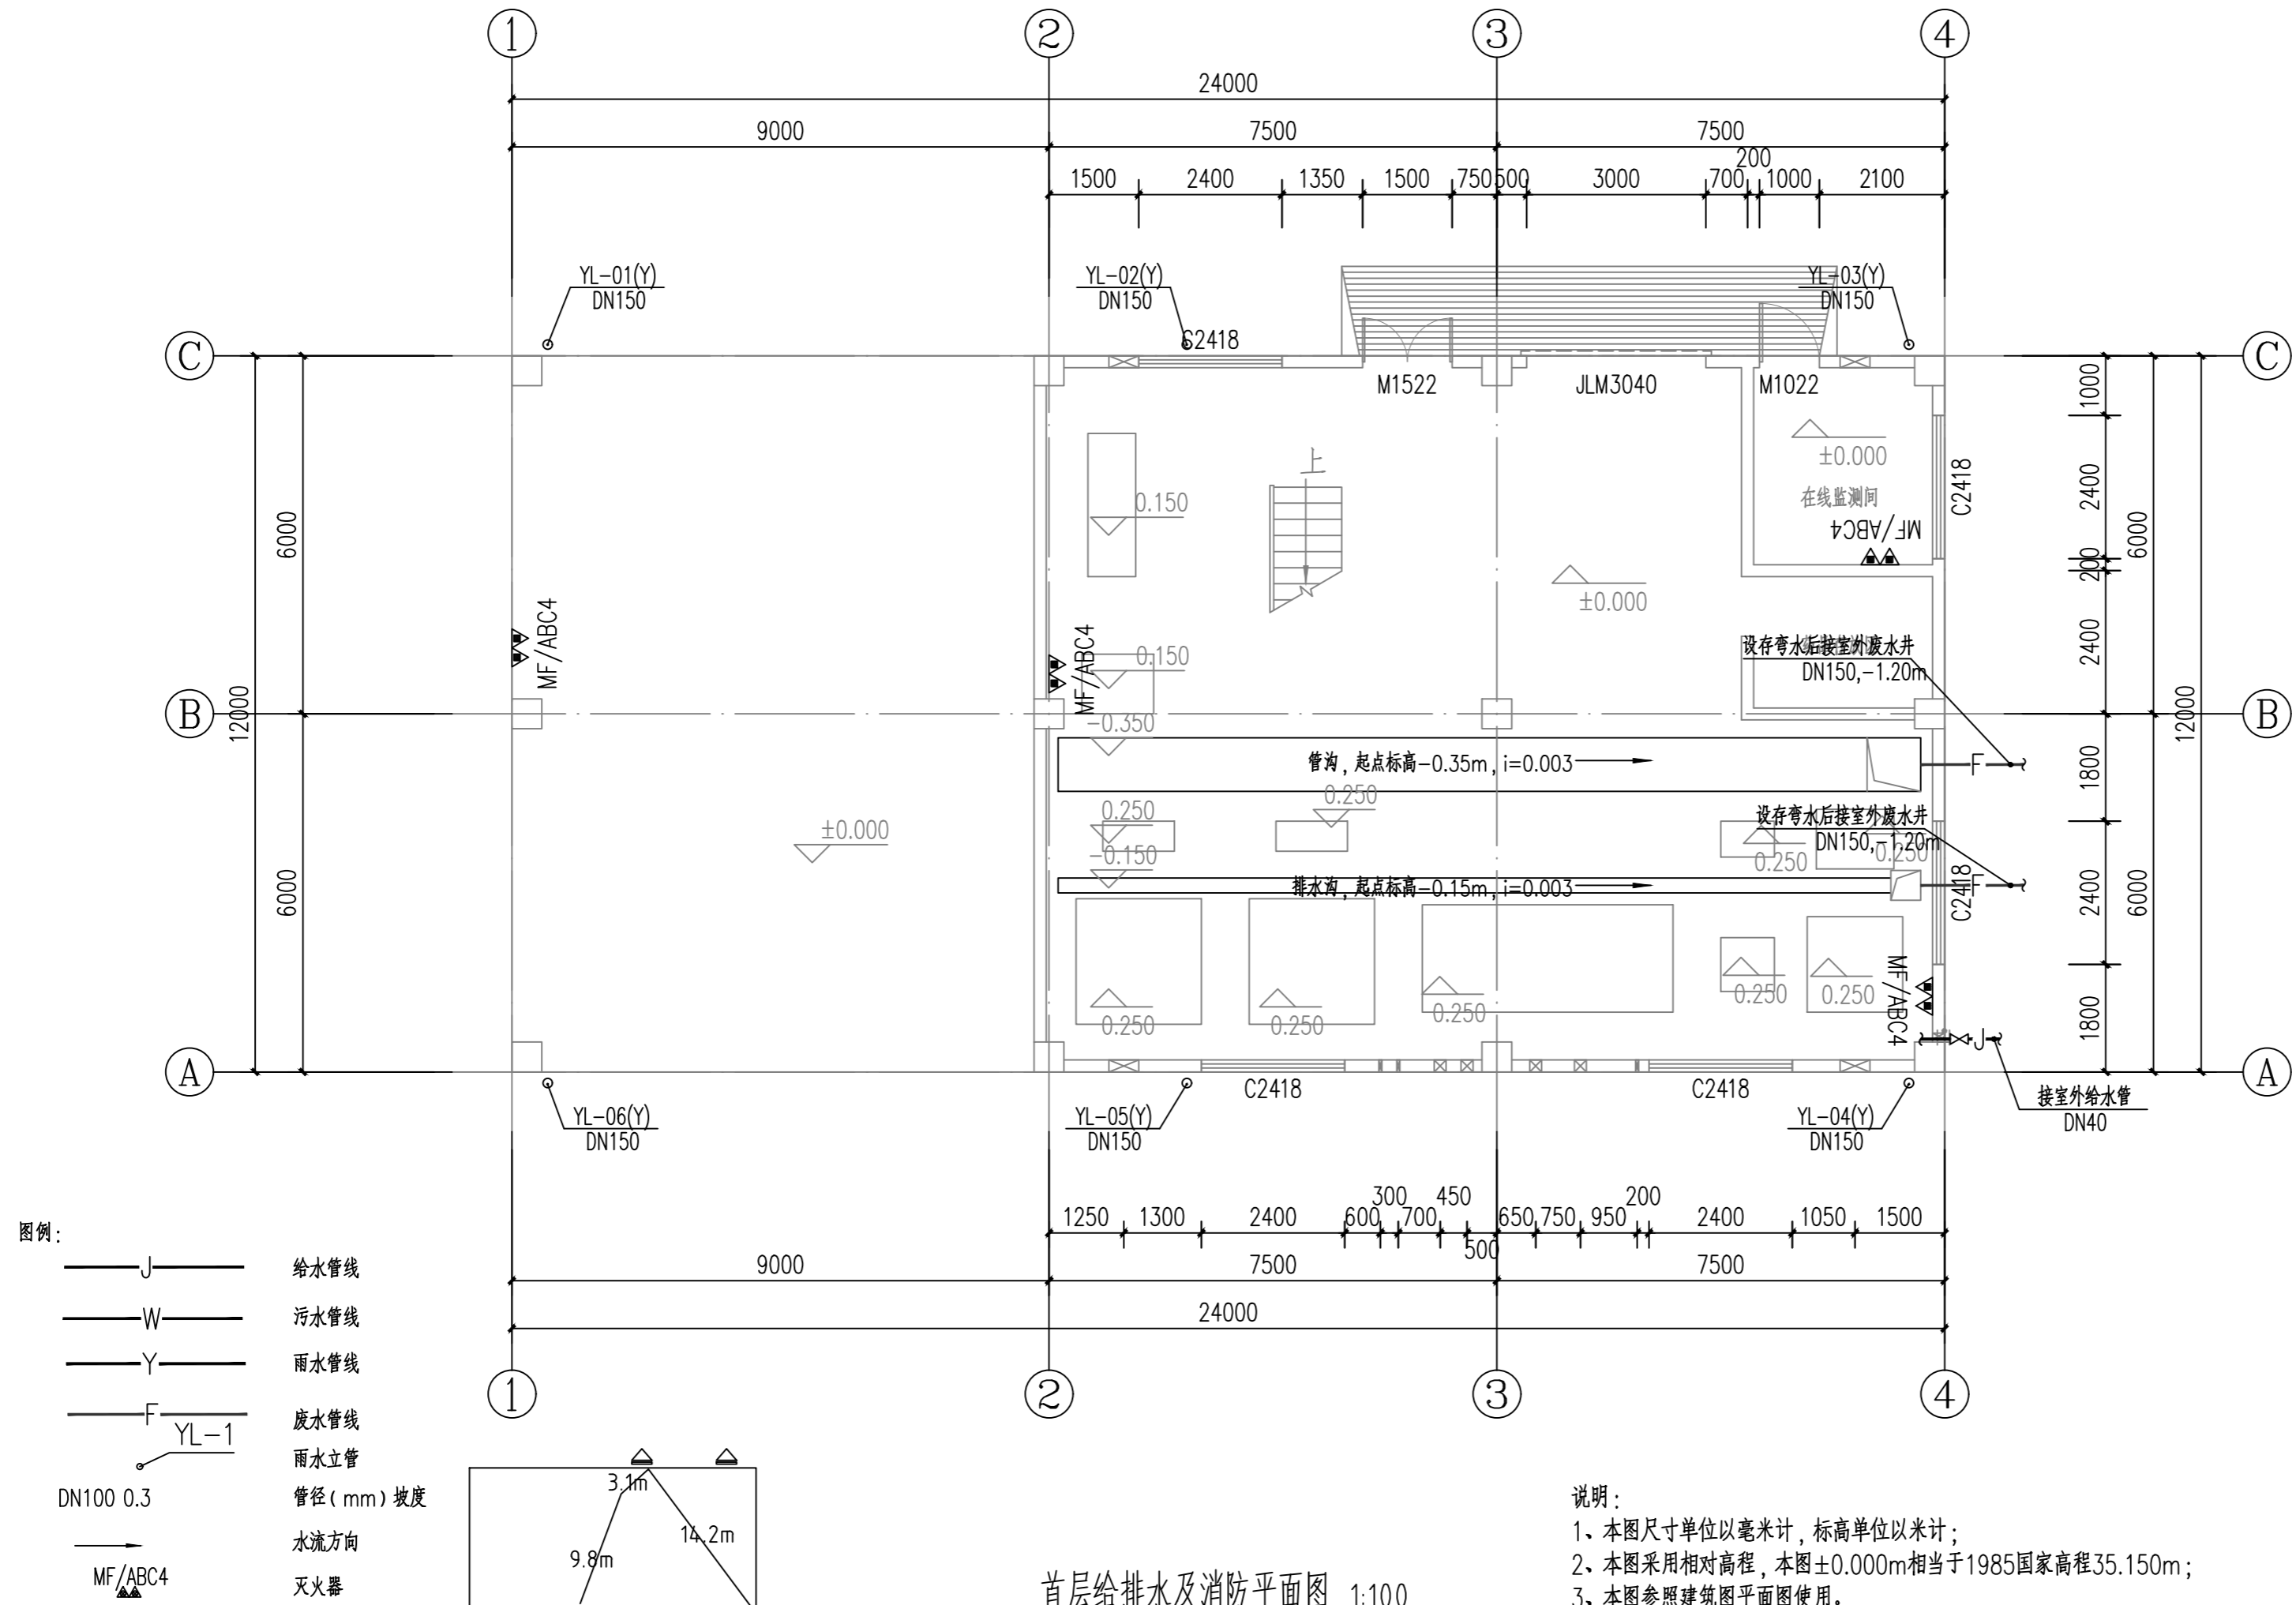 ① ② ③ ④
24000
9000 7500 7500
200
1500 2400 1350 1500 750 500 3000 700 1000 2100
YL-01(Y)
DN150
YL-02(Y)
DN150
YL-03(Y)
DN150
C2418
Ⓒ Ⓒ
M1522 JLM3040 M1022
1000
±0.000
在线监测间
MF/ABC4
C2418
2400
上
0.150
6000
6000
200
±0.000
MF/ABC4
MF/ABC4
0.150
2400
设存弯水后接室外废水井
DN150,-1.20m
12000
12000
Ⓑ Ⓑ
-0.350
管沟，起点标高-0.35m，i=0.003
F
1800
0.250
0.250
设存弯水后接室外废水井
DN150,-1.20m
±0.000
-0.150
0.250
0.250
排水沟，起点标高-0.15m，i=0.003
F
C2418
2400
6000
6000
MF/ABC4
0.250
0.250
0.250
0.250
0.250
1800
J
Ⓐ Ⓐ
C2418
C2418
接室外给水管
DN40
YL-06(Y)
DN150
YL-05(Y)
DN150
YL-04(Y)
DN150
300 450 200
1250 1300 2400 600 700 650 750 950 2400 1050 1500
500
9000 7500 7500
24000
① ② ③ ④
图例：
J 给水管线
W 污水管线
Y 雨水管线
F 废水管线
YL-1 雨水立管
DN100 0.3 管径(mm)坡度
水流方向
MF/ABC4 灭火器
3.1m
14.2m
9.8m
首层给排水及消防平面图 1:100
说明：
1、本图尺寸单位以毫米计，标高单位以米计；
2、本图采用相对高程，本图±0.000m相当于1985国家高程35.150m；
3、本图参照建筑图平面图使用。